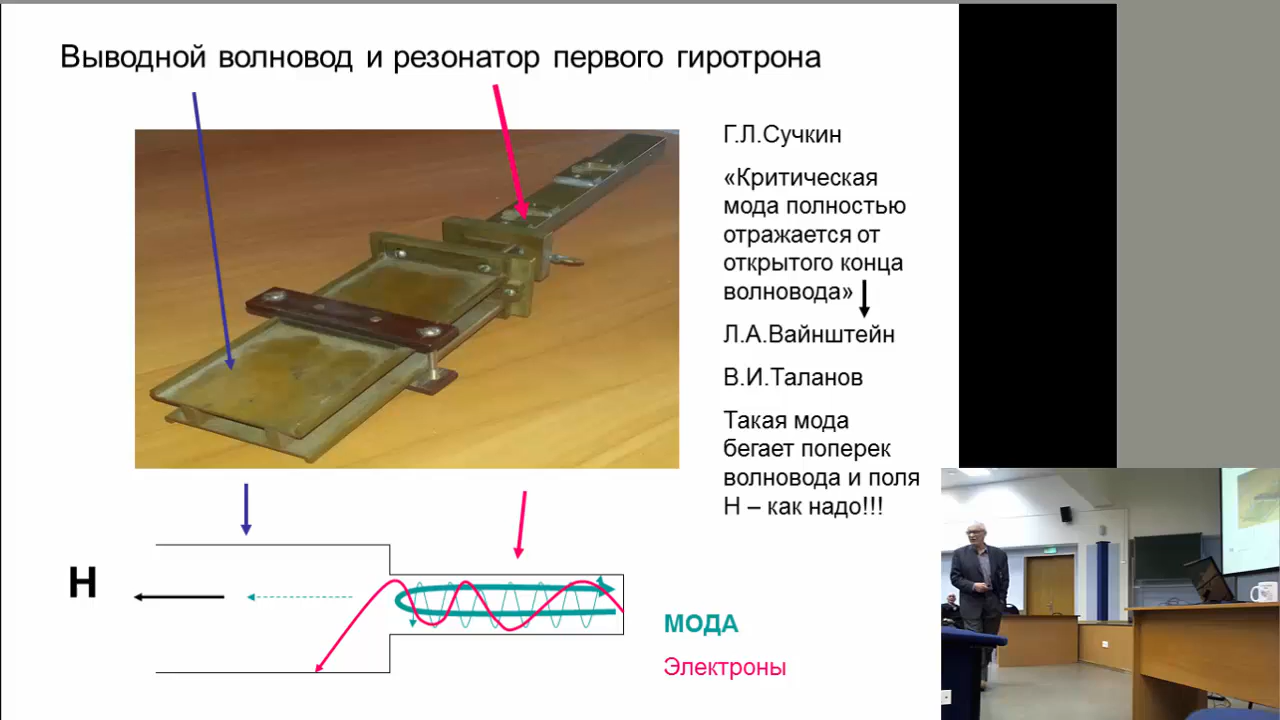 Выводной волновод и резонатор первого гиротрона
Г.Л.Сучкин
«Критическая
мода полностью
отражается от
открытого конца
волновода»
Л.А.Вайнштейн
В.И.Таланов
Такая мода
бегает поперек
волновода и поля
Н – как надо!!!
Н
МОДА
Электроны